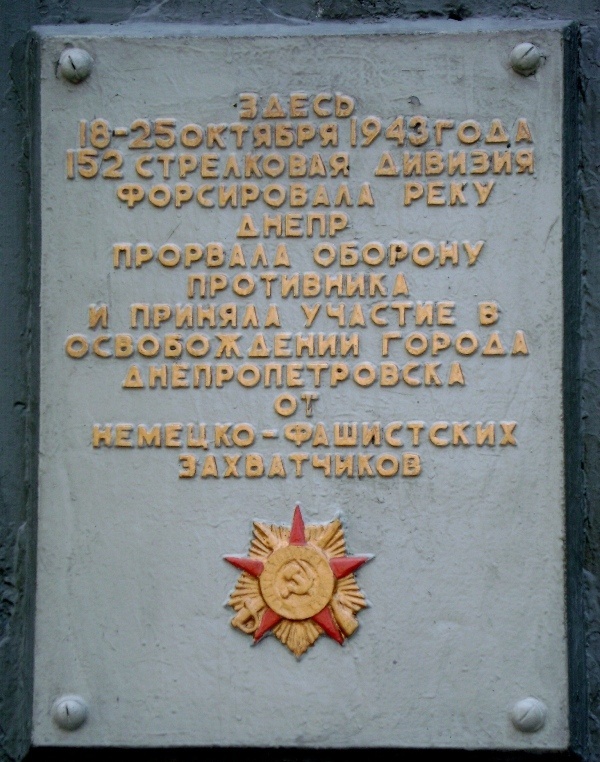 ЗДЕСЬ
18-25 ОКТЯБРЯ 1943 ГОДА
152 СТРЕЛКОВАЯ ДИВИЗИЯ
ФОРСИРОВАЛА РЕКУ
ДНЕПР
ПРОРВАЛА ОБОРОНУ
ПРОТИВНИКА
И ПРИНЯЛА УЧАСТИЕ В
ОСВОБОЖДЕНИИ ГОРОДА
ДНЕПРОПЕТРОВСКА
ОТ
НЕМЕЦКО-ФАШИСТСКИХ
ЗАХВАТЧИКОВ